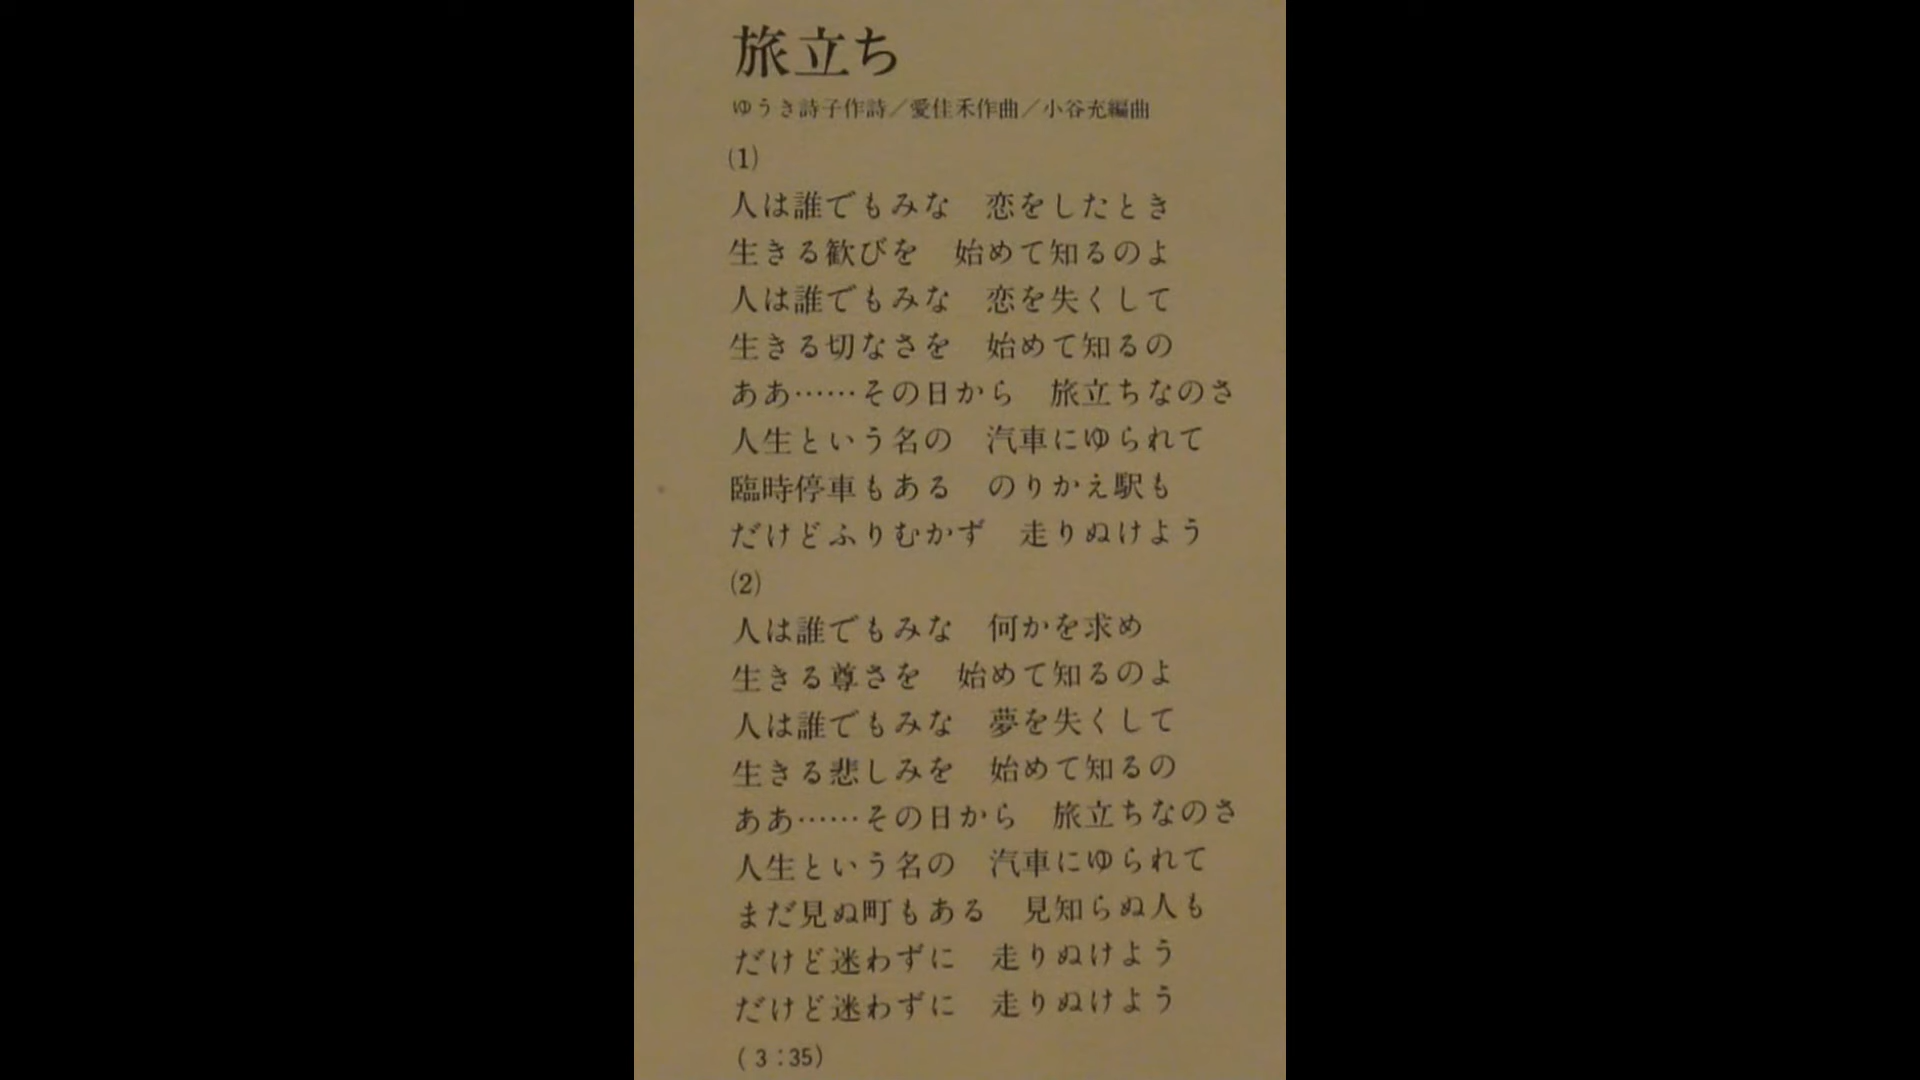 旅立ち
ゆうき詩子作詩／愛佳禾作曲／小谷充編曲
(1)
人は誰でもみな　恋をしたとき
生きる歓びを　始めて知るのよ
人は誰でもみな　恋を失くして
生きる切なさを　始めて知るの
ああ……その日から　旅立ちなのさ
人生という名の　汽車にゆられて
臨時停車もある　のりかえ駅も
だけどふりむかず　走りぬけよう
(2)
人は誰でもみな　何かを求め
生きる尊さを　始めて知るのよ
人は誰でもみな　夢を失くして
生きる悲しみを　始めて知るの
ああ……その日から　旅立ちなのさ
人生という名の　汽車にゆられて
まだ見ぬ町もある　見知らぬ人も
だけど迷わずに　走りぬけよう
だけど迷わずに　走りぬけよう
(3:35)